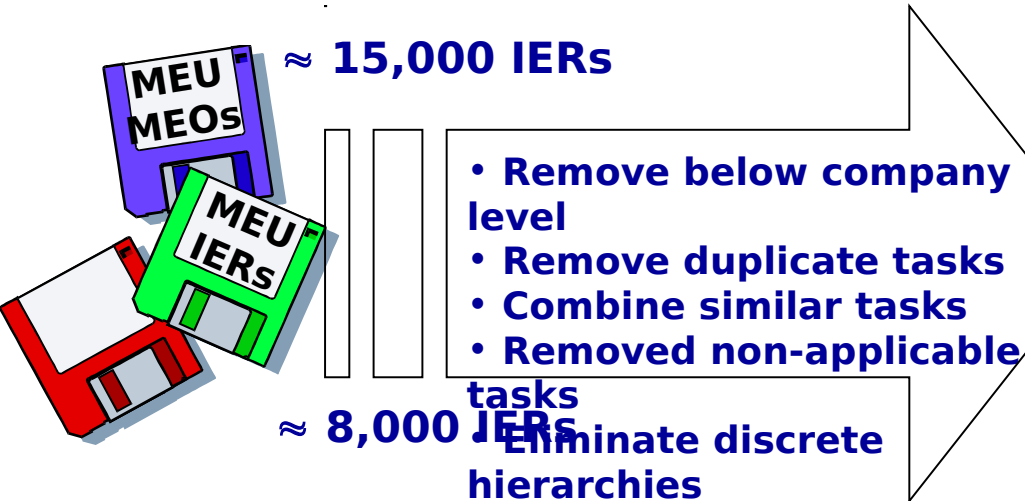 ≈ 15,000 IERs
MEU
MEOs
MEU
IERs
• Remove below company
level
• Remove duplicate tasks
• Combine similar tasks
• Removed non-applicable
tasks
≈ 8,000 IERs
• Eliminate discrete
hierarchies